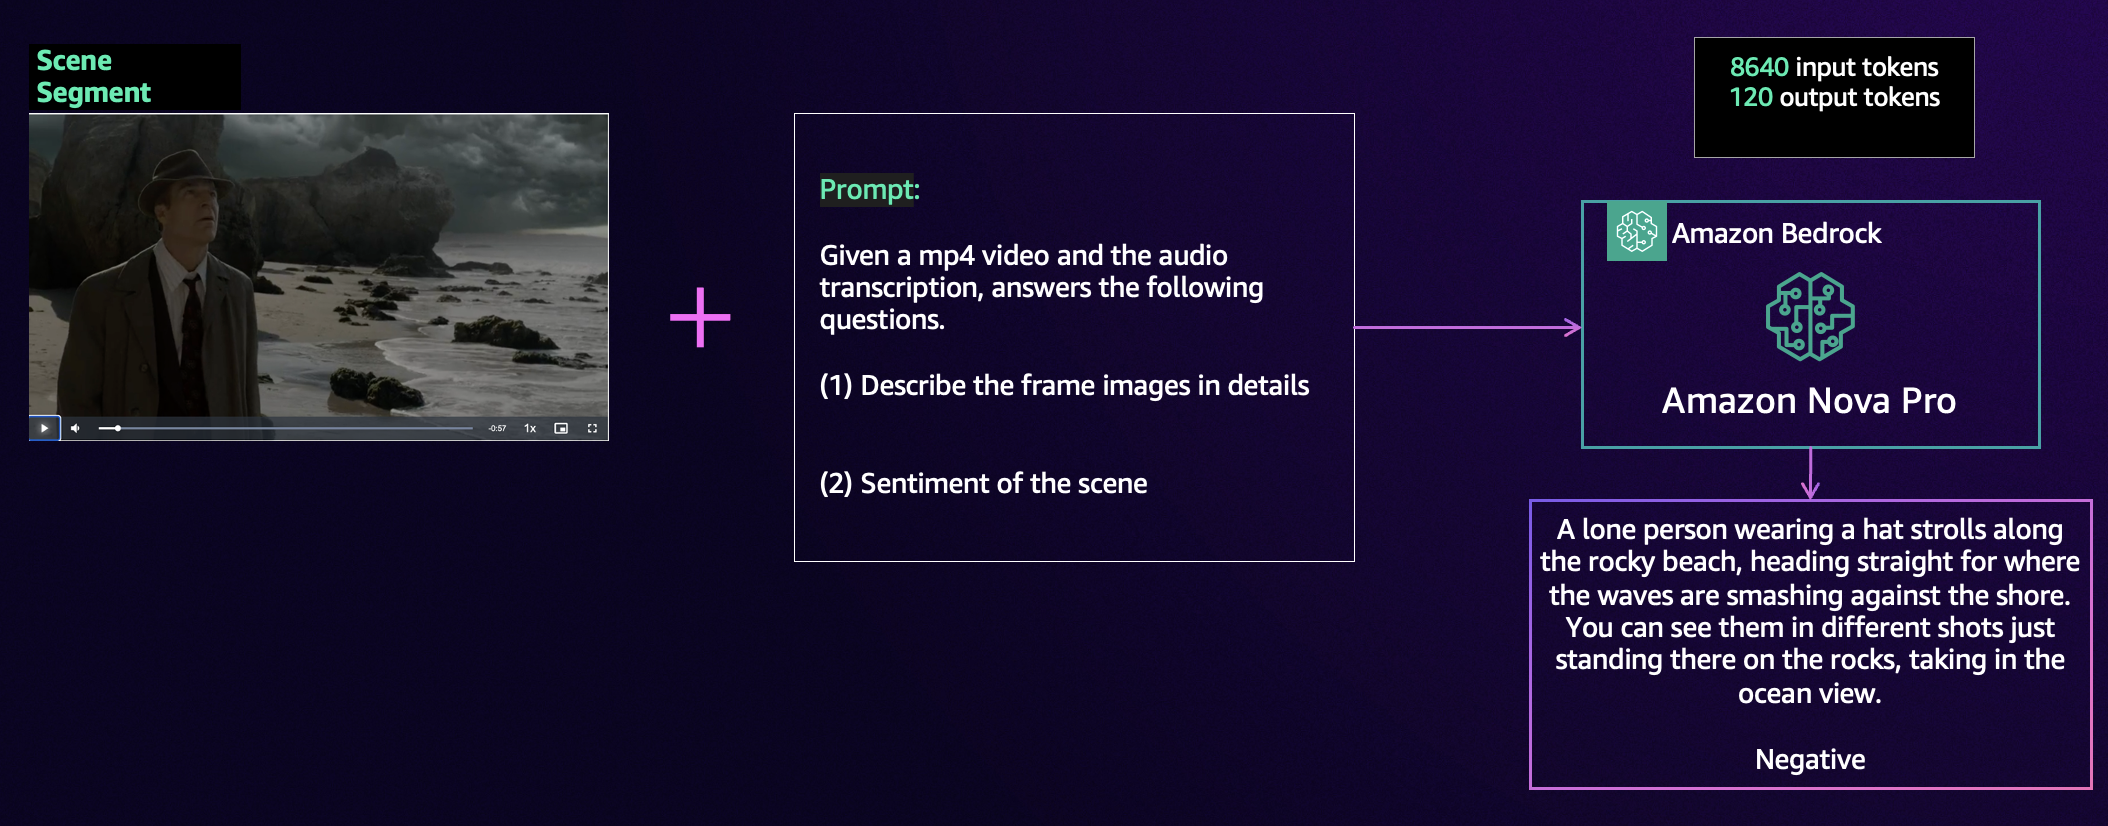 Scene
Segment
-0:57
1x
Prompt:
Given a mp4 video and the audio
transcription, answers the following
questions.
(1) Describe the frame images in details
(2) Sentiment of the scene
8640 input tokens
120 output tokens
Amazon Bedrock
Amazon Nova Pro
A lone person wearing a hat strolls along
the rocky beach, heading straight for where
the waves are smashing against the shore.
You can see them in different shots just
standing there on the rocks, taking in the
ocean view.
Negative